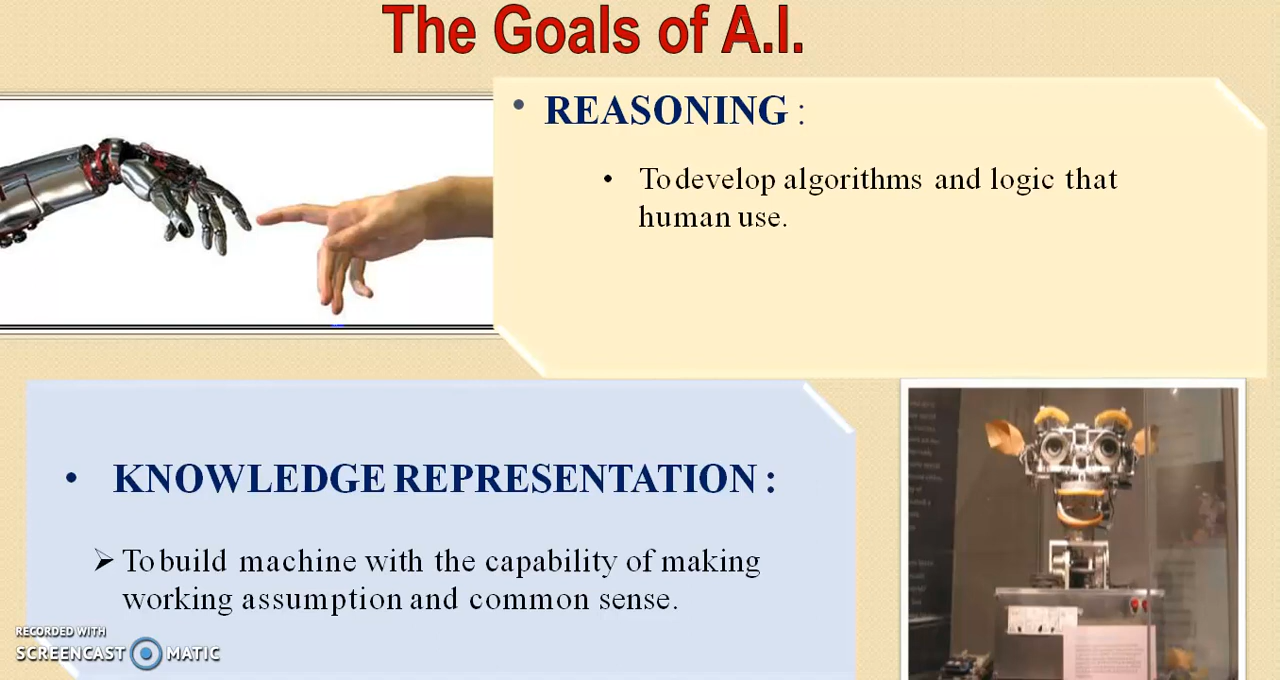 The Goals of A.I.
• REASONING :
• To develop algorithms and logic that
human use.
• KNOWLEDGE REPRESENTATION :
➢ To build machine with the capability of making
working assumption and common sense.
RECORDED WITH
SCREENCAST MATIC